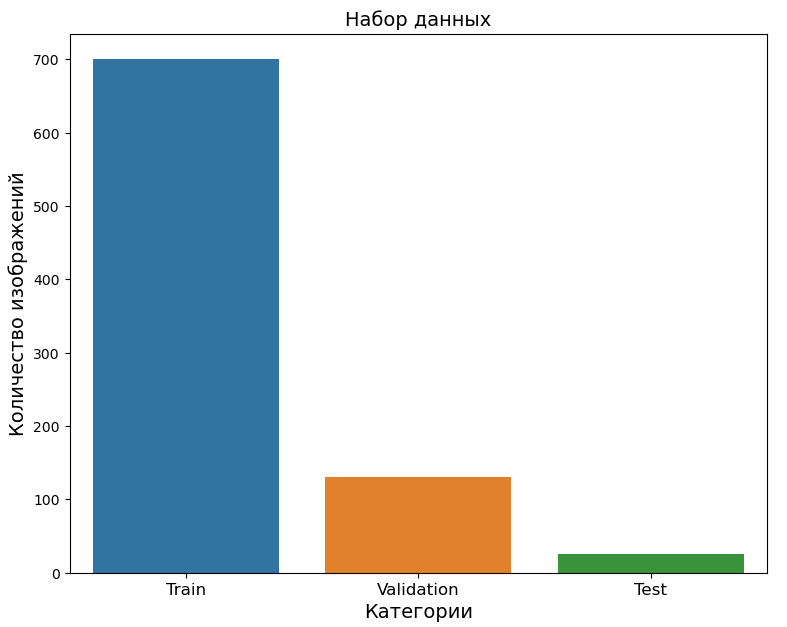 Набор данных
Количество изображений
700
600
500
400
300
200
100
0
Train
Validation
Test
Категории